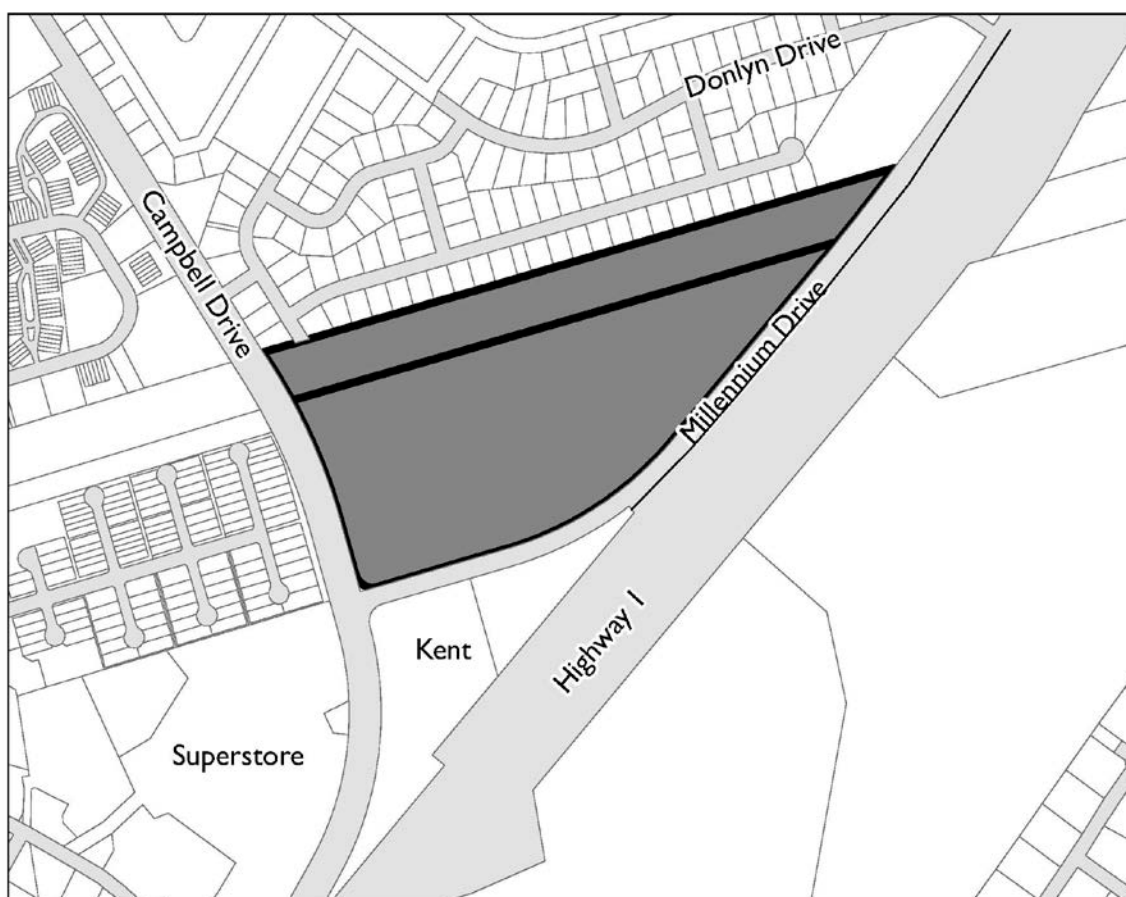 Donlyn Drive
Campbell Drive
Millennium Drive
Kent
Highway 1
Superstore